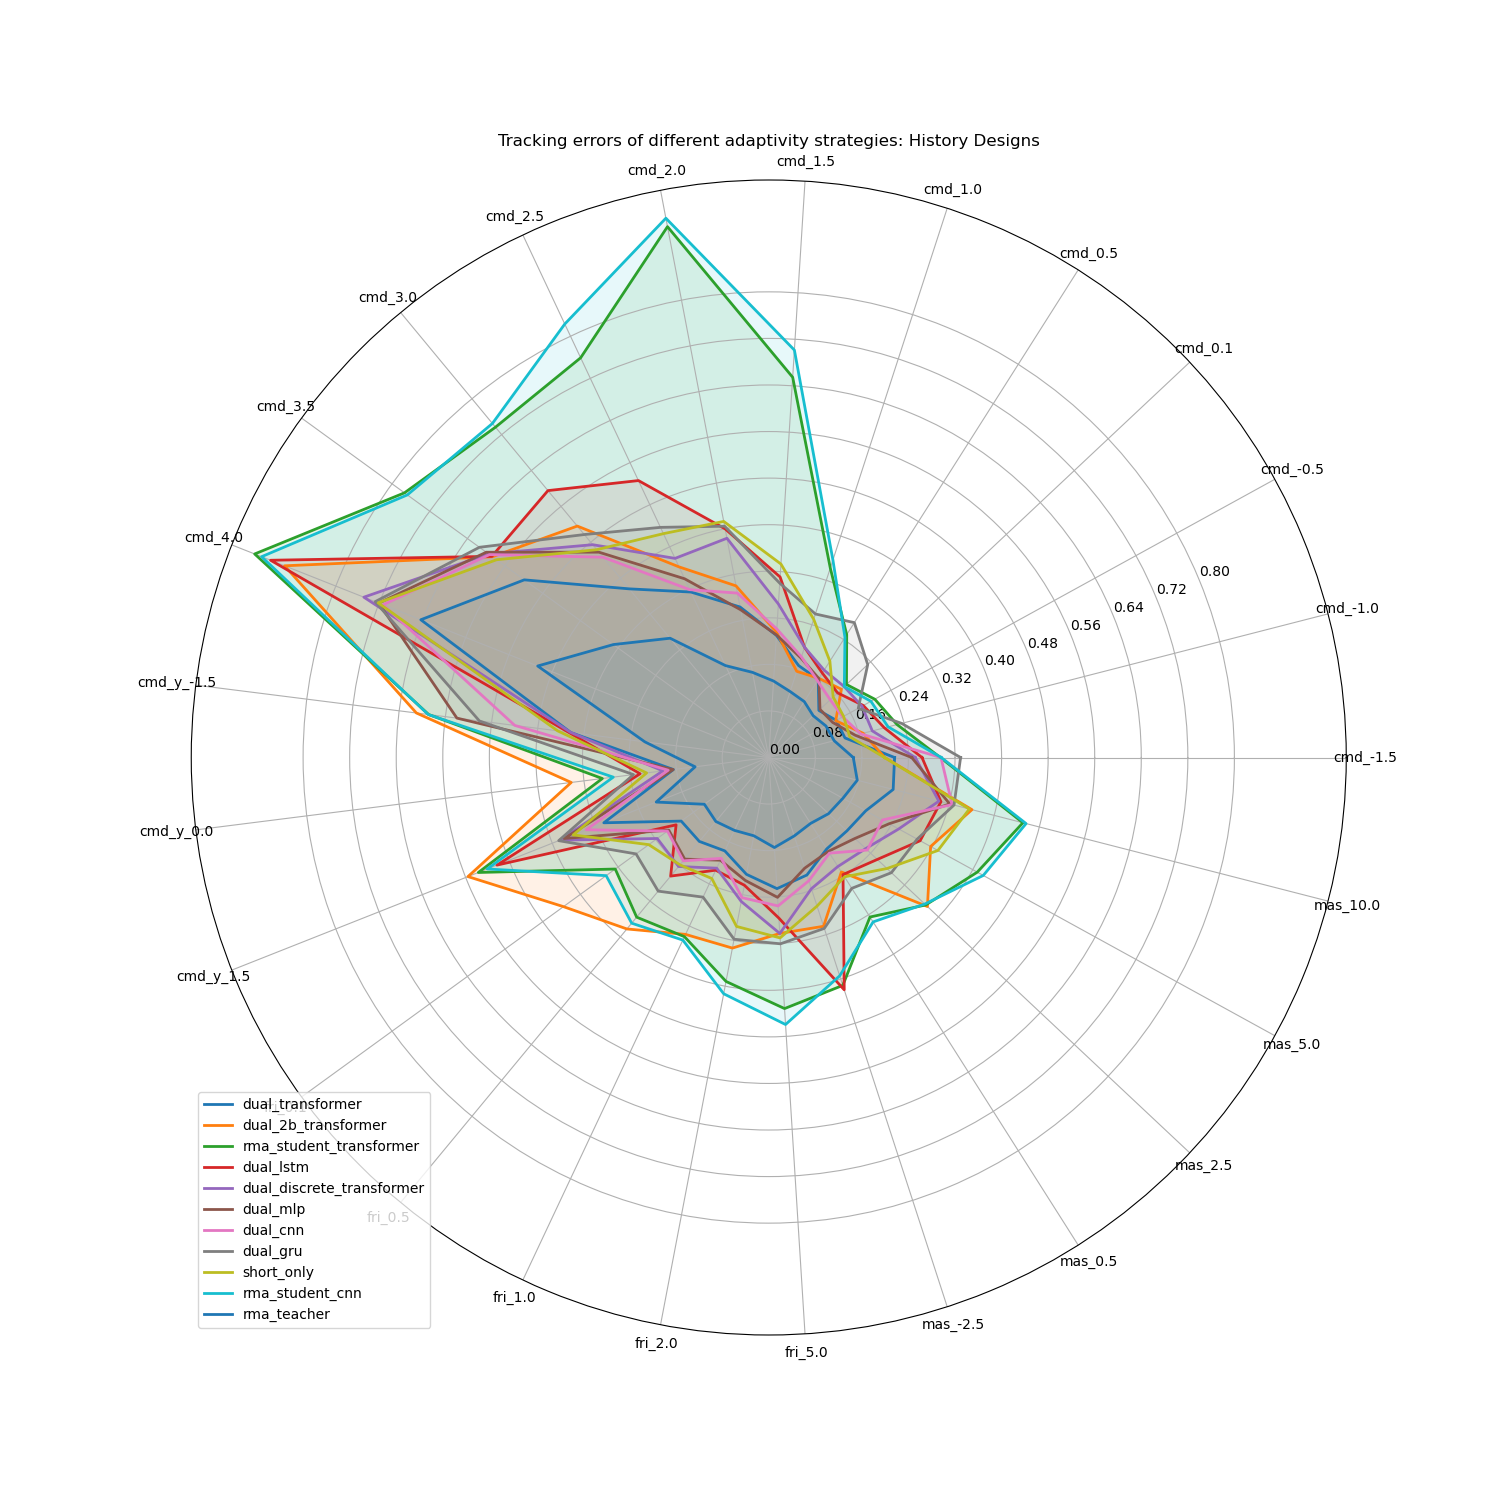 Tracking errors of different adaptivity strategies: History Designs
cmd_1.5
cmd_2.0
cmd_1.0
cmd_2.5
cmd_0.5
cmd_3.0
cmd_0.1
cmd_3.5
cmd_-0.5
cmd_4.0
0.80
0.72
0.64
cmd_-1.0
0.56
0.48
0.40
0.32
cmd_y_-1.5
0.24
0.16
0.08
0.00
cmd_-1.5
cmd_y_0.0
mas_10.0
cmd_y_1.5
mas_5.0
mas_2.5
fri_0.5
mas_0.5
fri_1.0
mas_-2.5
fri_2.0
fri_5.0
dual_transformer
dual_2b_transformer
rma_student_transformer
dual_lstm
dual_discrete_transformer
dual_mlp
dual_cnn
dual_gru
short_only
rma_student_cnn
rma_teacher